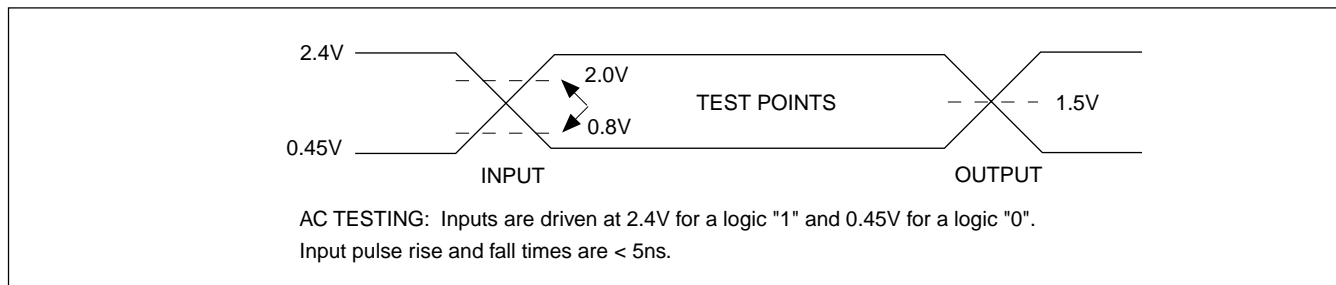 2.4V
2.0V
TEST POINTS
1.5V
0.8V
0.45V
INPUT
OUTPUT
AC TESTING: Inputs are driven at 2.4V for a logic "1" and 0.45V for a logic "0".
Input pulse rise and fall times are < 5ns.